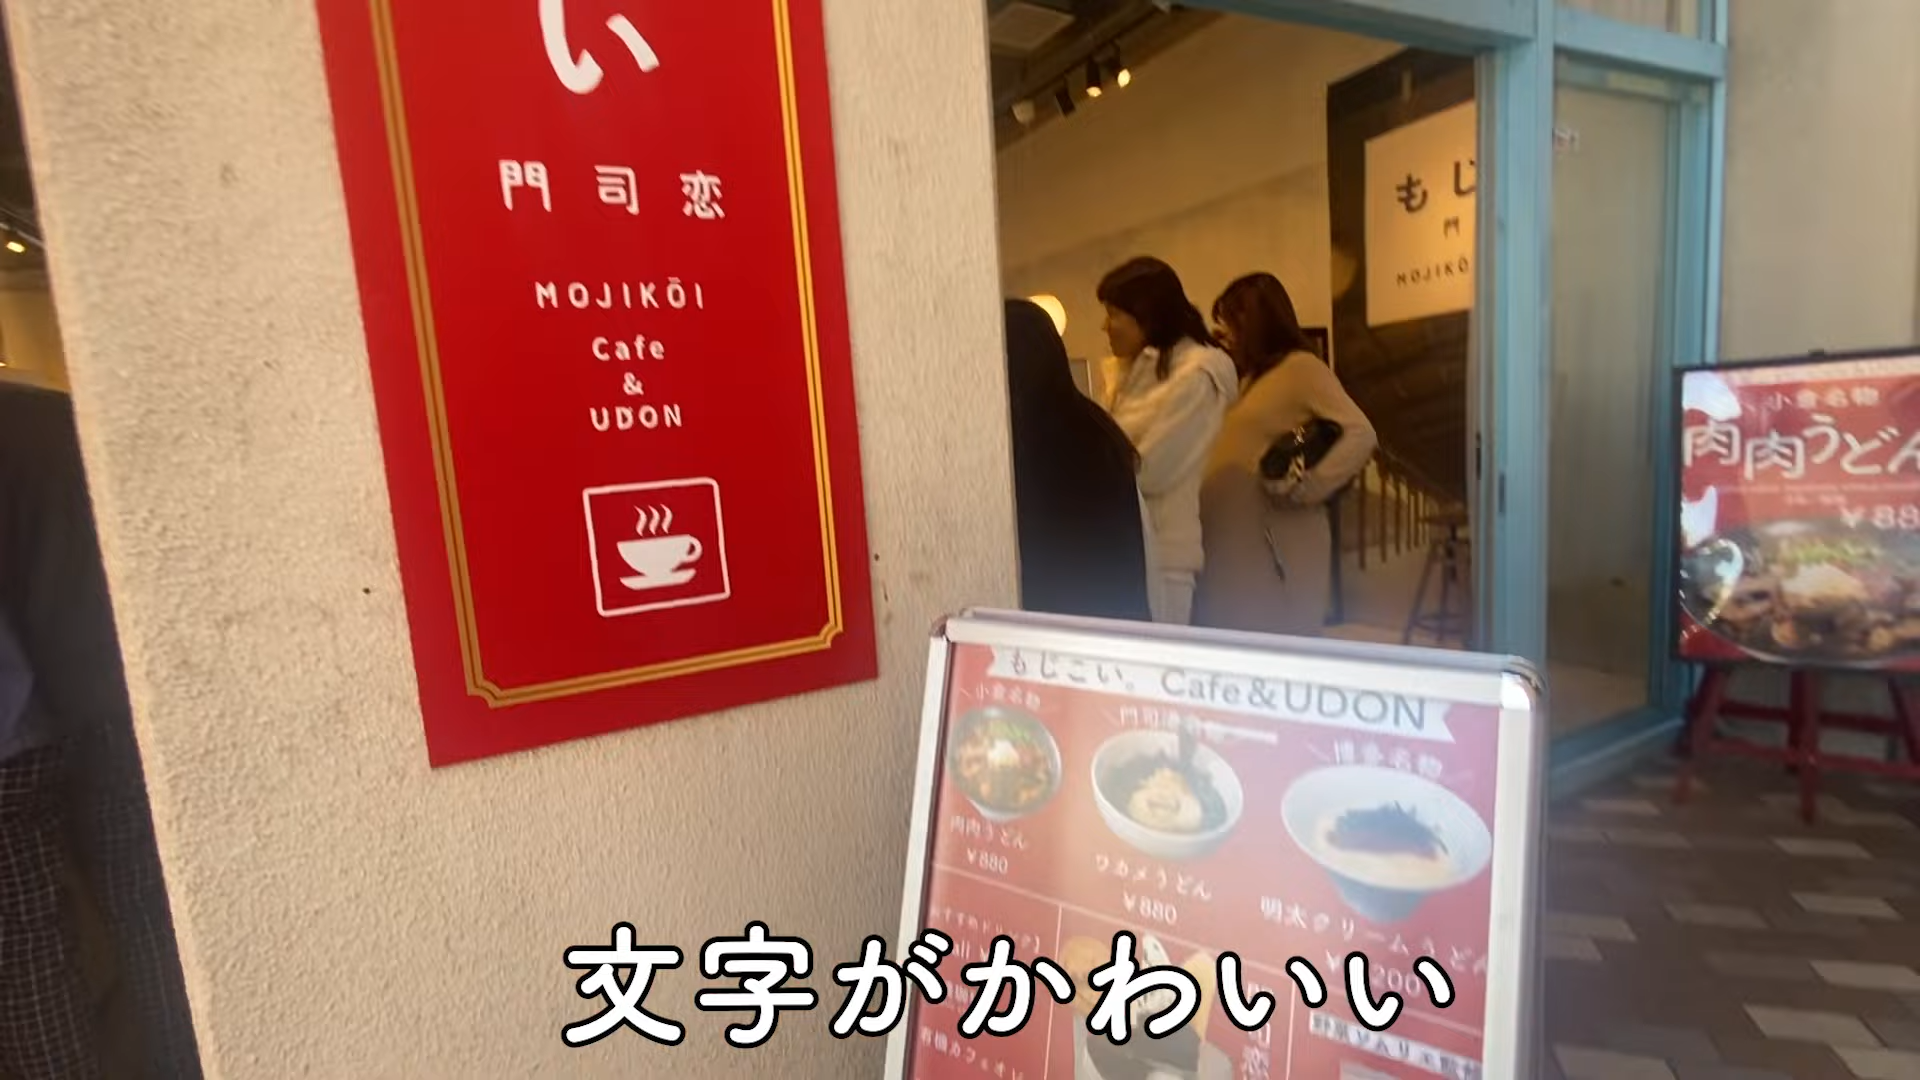 い
門司恋
MOJIKŌI
Cafe
&
UDON
もじ
門
MOJIKŌ
小倉名物
肉肉うどん
¥88
もじこい。Cafe&UDON
小倉名物
肉肉うどん
¥880
ワカメうどん
¥880
博多名物
明太クリームうどん
文字がかわいい